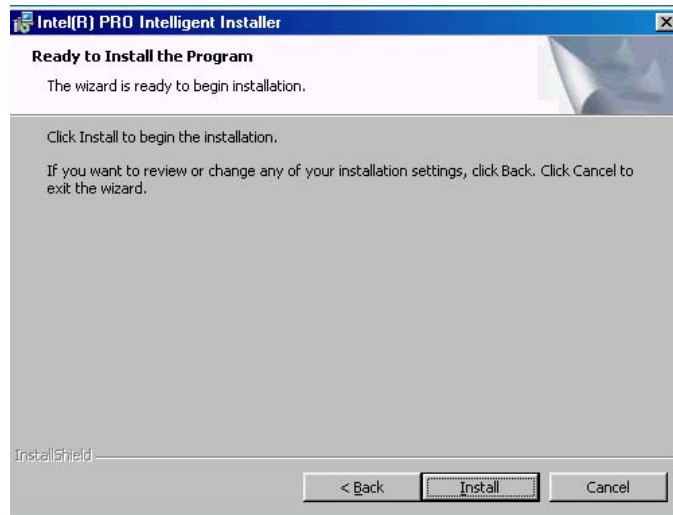 Intel(R) PRO Intelligent Installer
Ready to Install the Program
The wizard is ready to begin installation.
Click Install to begin the installation.
If you want to review or change any of your installation settings, click Back. Click Cancel to
exit the wizard.
InstallShield
< Back
Install
Cancel